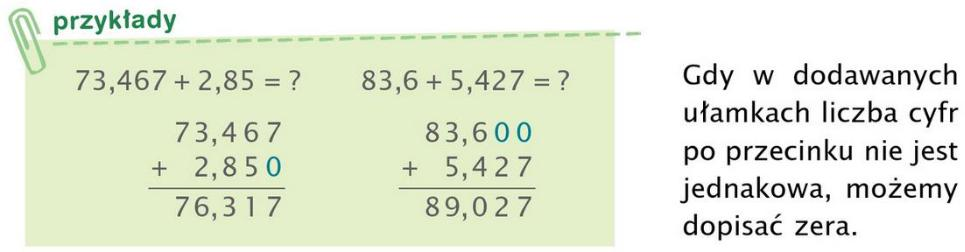 przykłady
73,467 + 2,85 = ?
73,467
+ 2,850
76,317
83,6 + 5,427 = ?
83,600
+ 5,427
89,027
Gdy w dodawanych
ułamkach liczba cyfr
po przecinku nie jest
jednakowa, możemy
dopisać zera.